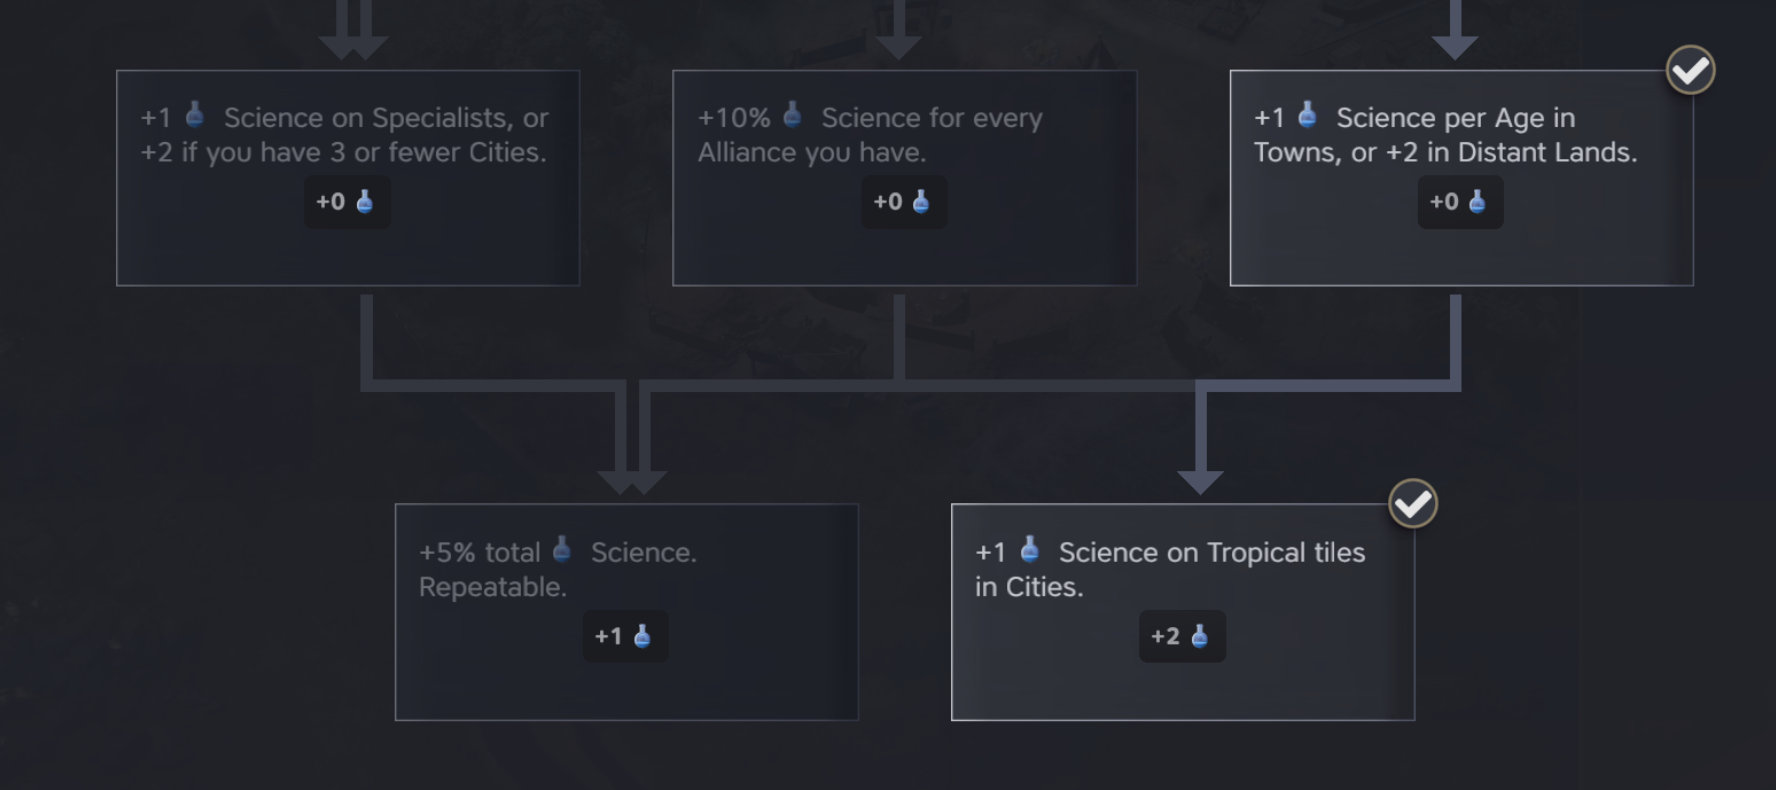 +1 Science on Specialists, or
+2 if you have 3 or fewer Cities.
+0
+10% Science for every
Alliance you have.
+0
+1 Science per Age in
Towns, or +2 in Distant Lands.
+0
+5% total Science.
Repeatable.
+1
+1 Science on Tropical tiles
in Cities.
+2